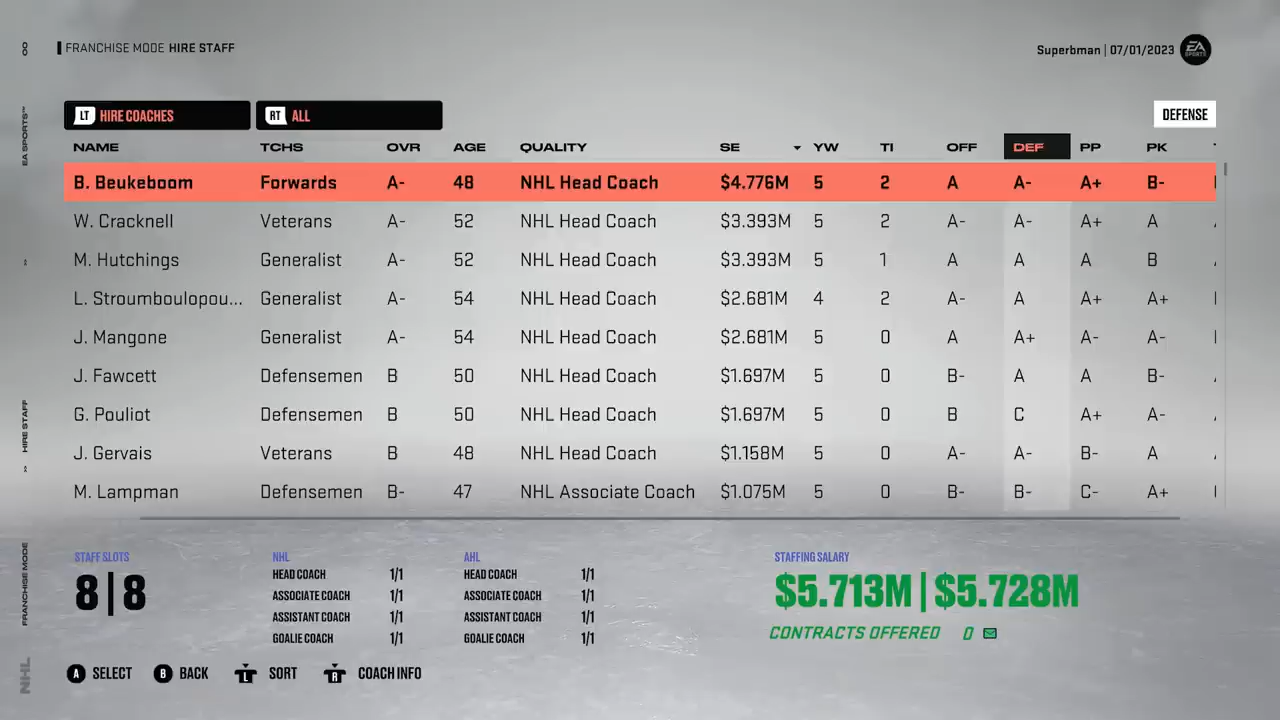 FRANCHISE MODE HIRE STAFF
Superbman | 07/01/2023
EA SPORTS
EA SPORTS™
HIRE STAFF
FRANCHISE MODE
NHL
LT HIRE COACHES
RT ALL
DEFENSE
NAME TCHS OVR AGE QUALITY SE YW TI OFF DEF PP PK
B. Beukeboom Forwards A- 48 NHL Head Coach $4.776M 5 2 A A- A+ B-
W. Cracknell Veterans A- 52 NHL Head Coach $3.393M 5 2 A- A- A+ A
M. Hutchings Generalist A- 52 NHL Head Coach $3.393M 5 1 A A A B
L. Stroumboulopou... Generalist A- 54 NHL Head Coach $2.681M 4 2 A- A A+ A+
J. Mangone Generalist A- 54 NHL Head Coach $2.681M 5 0 A A+ A- A-
J. Fawcett Defensemen B 50 NHL Head Coach $1.697M 5 0 B- A A B-
G. Pouliot Defensemen B 50 NHL Head Coach $1.697M 5 0 B C A+ A-
J. Gervais Veterans B 48 NHL Head Coach $1.158M 5 0 A- A- B- A
M. Lampman Defensemen B- 47 NHL Associate Coach $1.075M 5 0 B- B- C- A+
STAFF SLOTS
8|8
NHL
HEAD COACH 1/1
ASSOCIATE COACH 1/1
ASSISTANT COACH 1/1
GOALIE COACH 1/1
AHL
HEAD COACH 1/1
ASSOCIATE COACH 1/1
ASSISTANT COACH 1/1
GOALIE COACH 1/1
STAFFING SALARY
$5.713M | $5.728M
CONTRACTS OFFERED 0
A SELECT B BACK L SORT R COACH INFO